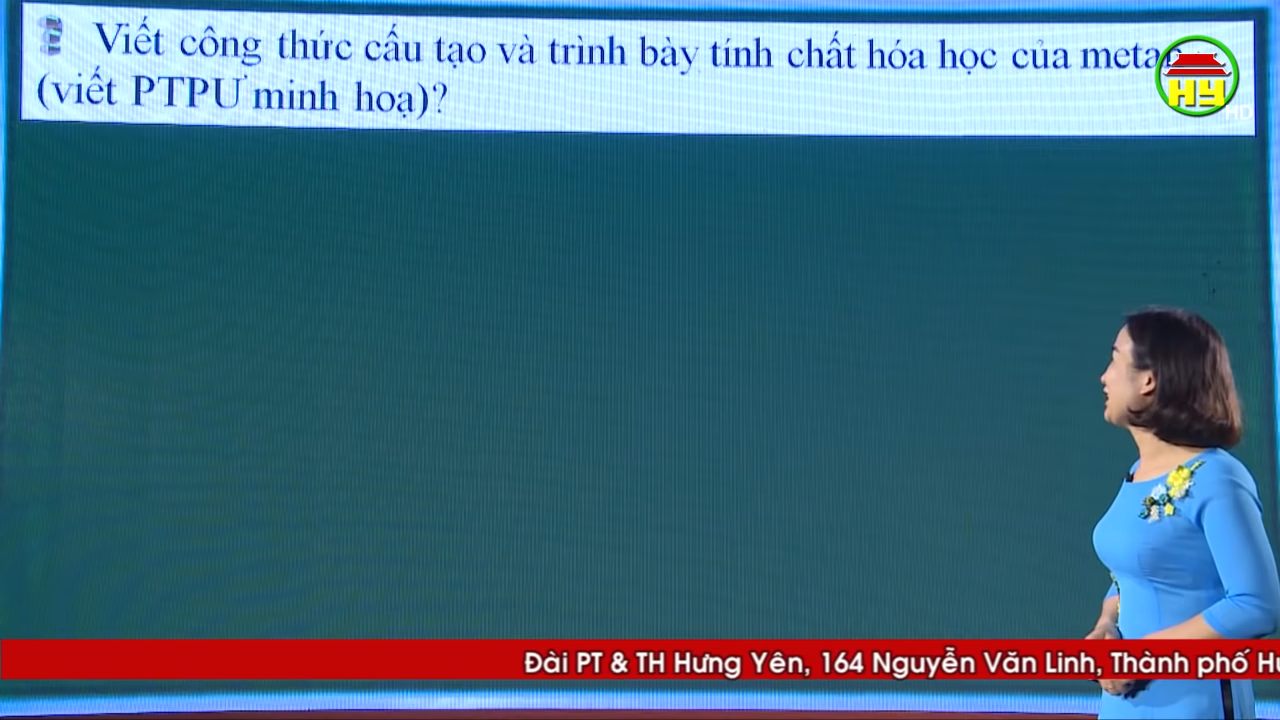 ? Viết công thức cấu tạo và trình bày tính chất hóa học của
(viết PTPƯ minh hoạ)?
HY
HD
Đài PT & TH Hưng Yên, 164 Nguyễn Văn Linh, Thành phố